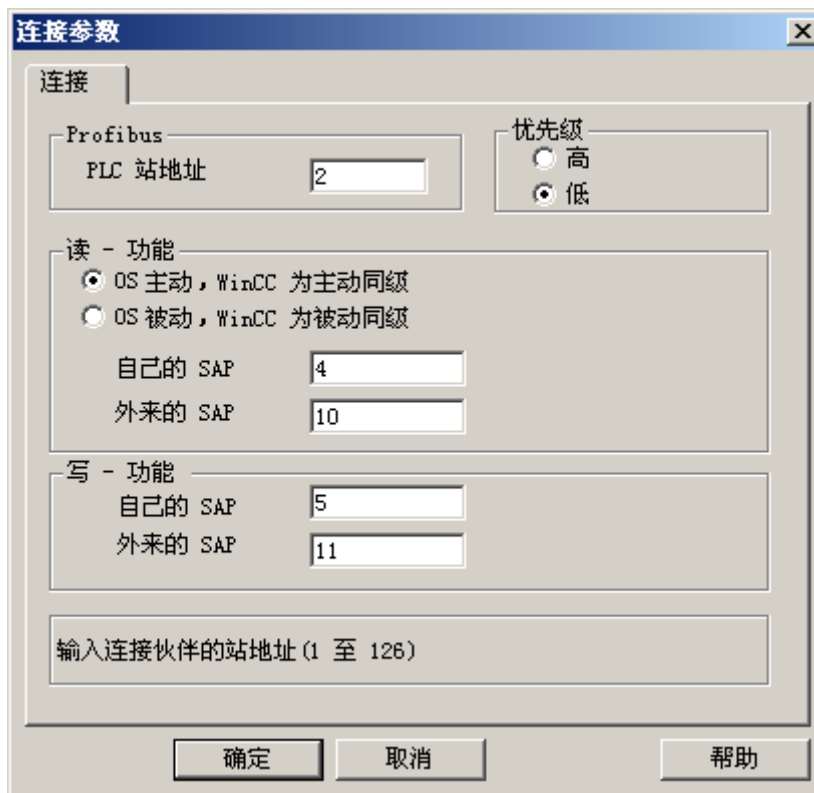 连接参数
连接
Profibus
PLC 站地址 2
优先级
高
低
读 - 功能
OS 主动，WinCC 为主动同级
OS 被动，WinCC 为被动同级
自己的 SAP 4
外来的 SAP 10
写 - 功能
自己的 SAP 5
外来的 SAP 11
输入连接伙伴的站地址(1 至 126)
确定 取消 帮助